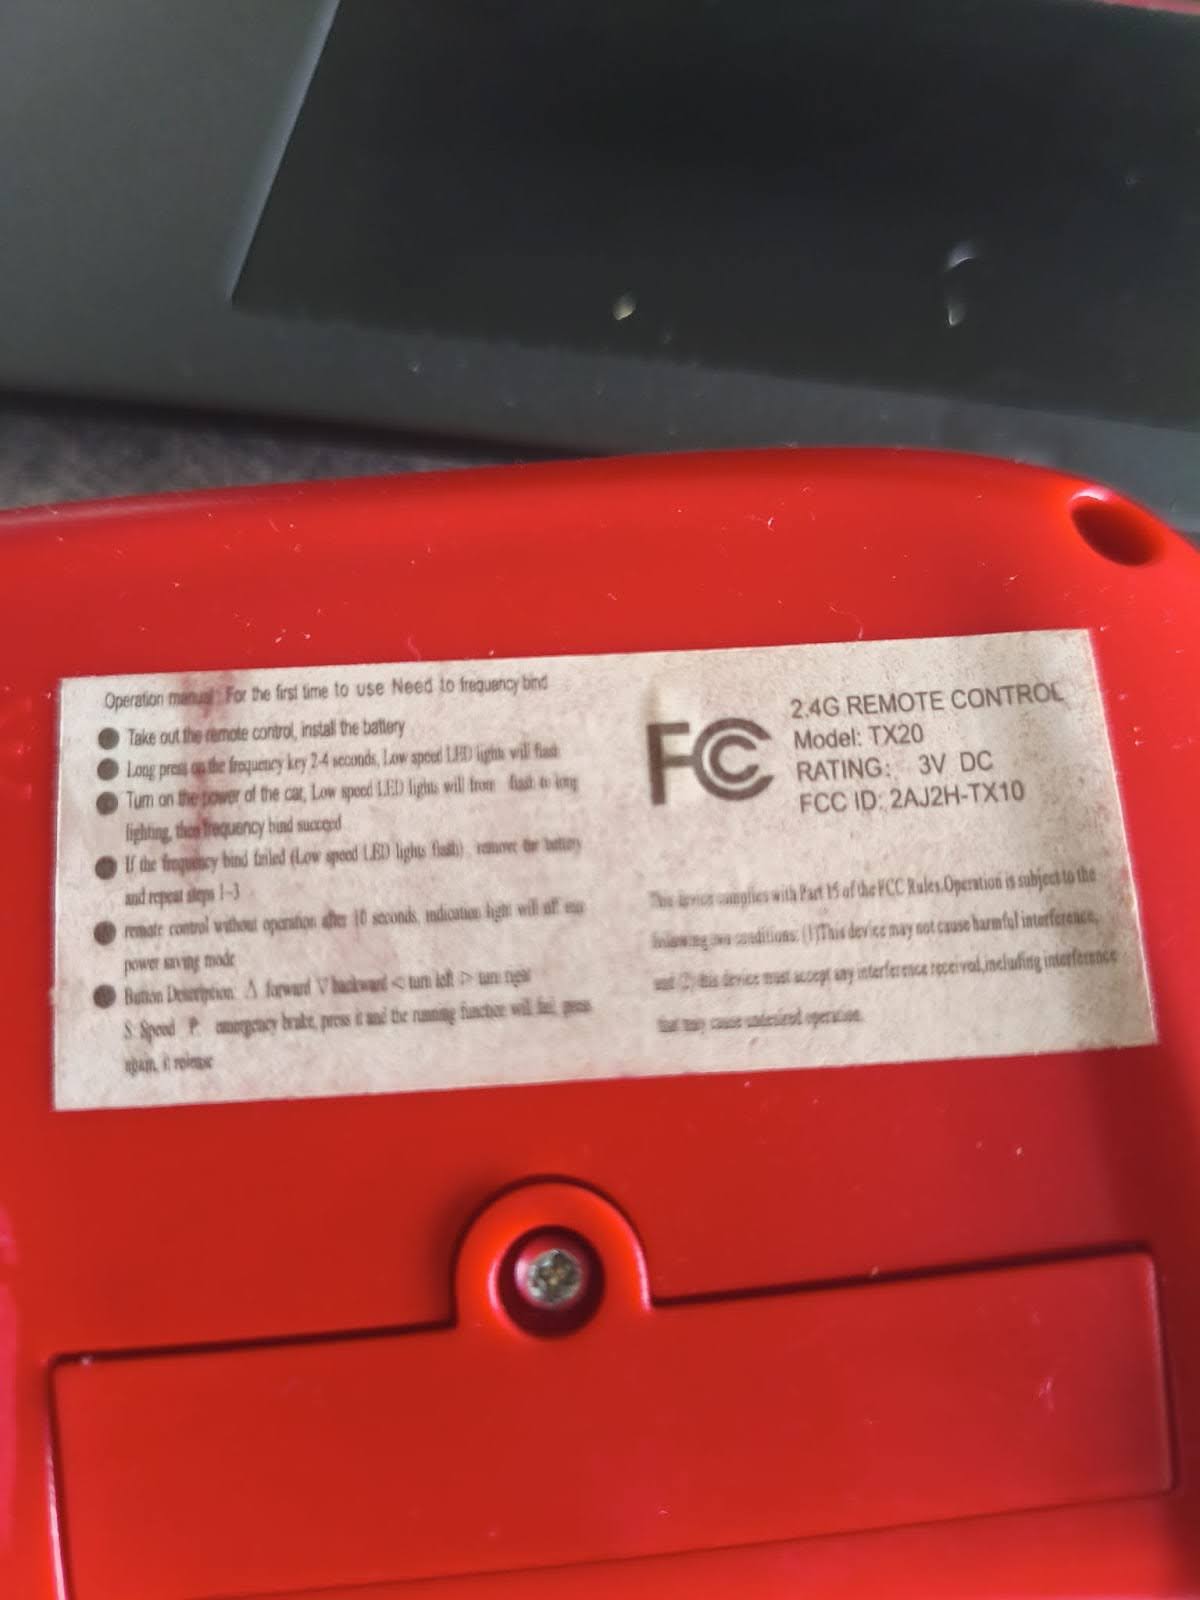 Operation manual: For the first time to use Need to frequency bind
● Take out the remote control, install the battery
● Long press on the frequency key 2-4 seconds, Low speed LED lights will flash
● Turn on the power of the car, Low speed LED lights will from flash to long
lighting, then frequency bind succeed
● If the frequency bind failed (Low speed LED lights flash), remove the battery
and repeat steps 1-3
● remote control without operation after 10 seconds, indication light will off
power saving mode
● Button Description: △ forward ▽ backward < turn left > turn right
S: Speed P: emergency brake, press it and the running function will fail, press
again, it release
FC
2.4G REMOTE CONTROL
Model: TX20
RATING: 3V DC
FCC ID: 2AJ2H-TX10
This device complies with Part 15 of the FCC Rules.Operation is subject to the
following two conditions: (1)This device may not cause harmful interference,
and (2) this device must accept any interference received,including interference
that may cause undesired operation.